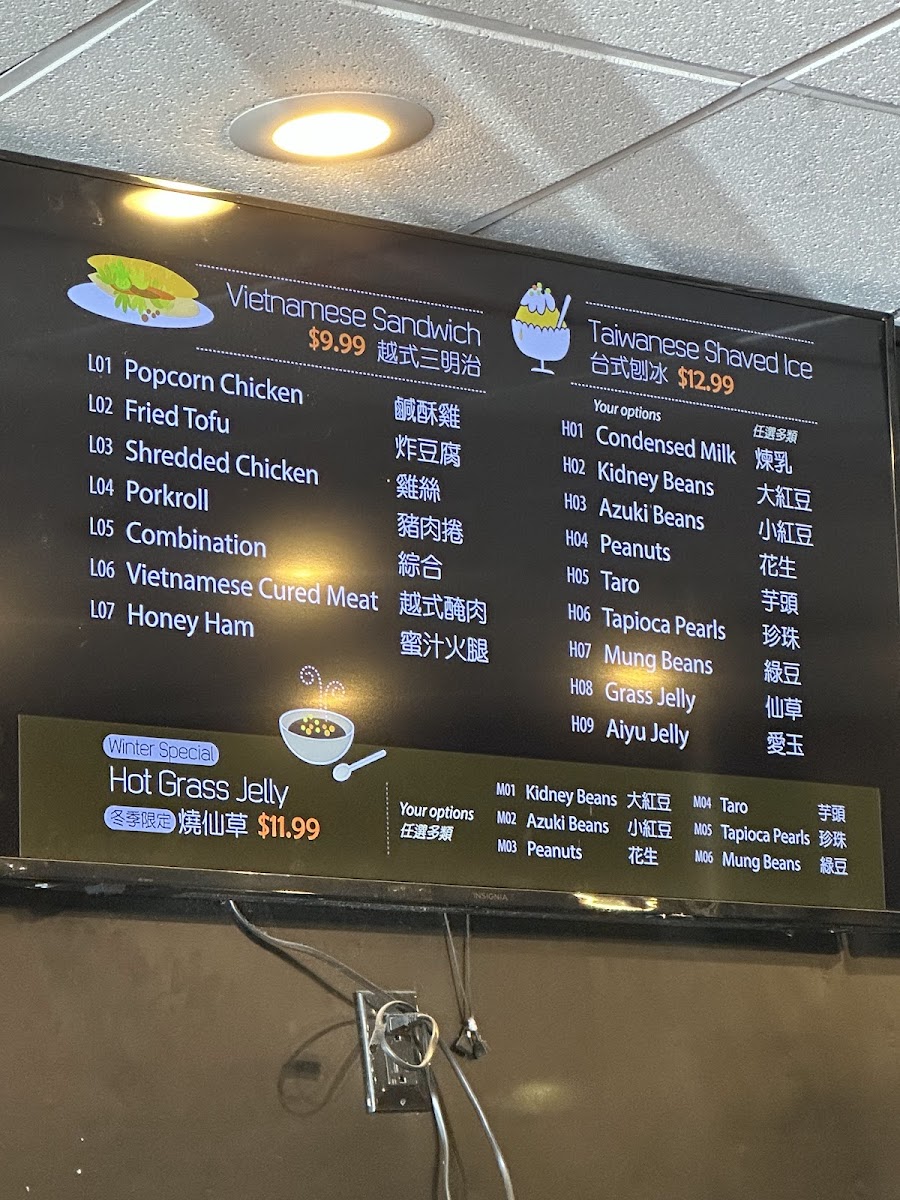 Vietnamese Sandwich
$9.99 越式三明治
L01 Popcorn Chicken 鹹酥雞
L02 Fried Tofu 炸豆腐
L03 Shredded Chicken 雞絲
L04 Porkroll 豬肉捲
L05 Combination 綜合
L06 Vietnamese Cured Meat 越式醃肉
L07 Honey Ham 蜜汁火腿
Taiwanese Shaved Ice
台式刨冰 $12.99
Your options 任選多類
H01 Condensed Milk 煉乳
H02 Kidney Beans 大紅豆
H03 Azuki Beans 小紅豆
H04 Peanuts 花生
H05 Taro 芋頭
H06 Tapioca Pearls 珍珠
H07 Mung Beans 綠豆
H08 Grass Jelly 仙草
H09 Aiyu Jelly 愛玉
Winter Special
Hot Grass Jelly
冬季限定 燒仙草 $11.99
Your options
任選多類
M01 Kidney Beans 大紅豆
M02 Azuki Beans 小紅豆
M03 Peanuts 花生
M04 Taro 芋頭
M05 Tapioca Pearls 珍珠
M06 Mung Beans 綠豆
INSIGNIA